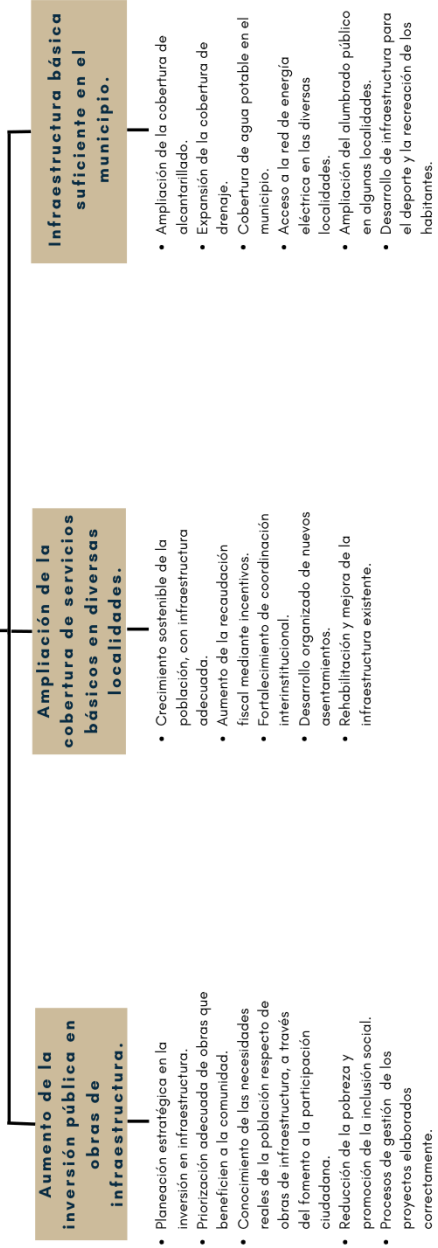 Aumento de la
inversión pública en
obras de
infraestructura.
• Planeación estratégica en la
inversión en infraestructura.
• Priorización adecuada de obras que
beneficien a la comunidad.
• Conocimiento de las necesidades
reales de la población respecto de
obras de infraestructura, a través
del fomento a la participación
ciudadana.
• Reducción de la pobreza y
promoción de la inclusión social.
• Procesos de gestión de los
proyectos elaborados
correctamente.
Ampliación de la
cobertura de servicios
básicos en diversas
localidades.
• Crecimiento sostenible de la
población, con infraestructura
adecuada.
• Aumento de la recaudación
fiscal mediante incentivos.
• Fortalecimiento de coordinación
interinstitucional.
• Desarrollo organizado de nuevos
asentamientos.
• Rehabilitación y mejora de la
infraestructura existente.
Infraestructura básica
suficiente en el
municipio.
• Ampliación de la cobertura de
alcantarillado.
• Expansión de la cobertura de
drenaje.
• Cobertura de agua potable en el
municipio.
• Acceso a la red de energía
eléctrica en las diversas
localidades.
• Ampliación del alumbrado público
en algunas localidades.
• Desarrollo de infraestructura para
el deporte y la recreación de los
habitantes.